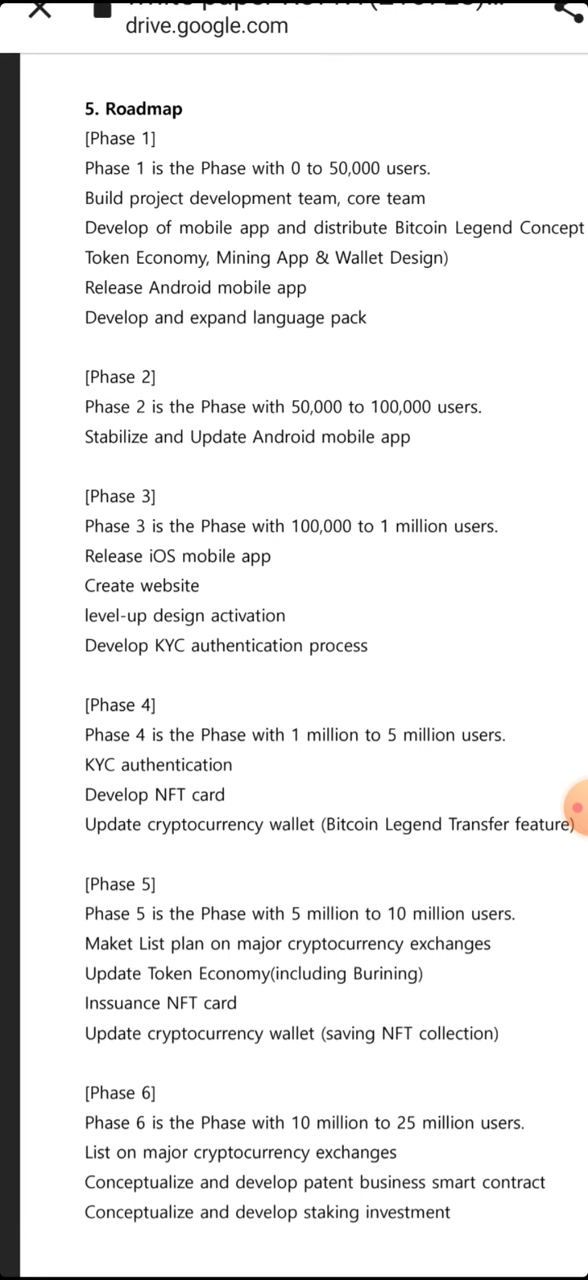 drive.google.com
5. Roadmap
[Phase 1]
Phase 1 is the Phase with 0 to 50,000 users.
Build project development team, core team
Develop of mobile app and distribute Bitcoin Legend Concept
Token Economy, Mining App & Wallet Design)
Release Android mobile app
Develop and expand language pack
[Phase 2]
Phase 2 is the Phase with 50,000 to 100,000 users.
Stabilize and Update Android mobile app
[Phase 3]
Phase 3 is the Phase with 100,000 to 1 million users.
Release iOS mobile app
Create website
level-up design activation
Develop KYC authentication process
[Phase 4]
Phase 4 is the Phase with 1 million to 5 million users.
KYC authentication
Develop NFT card
Update cryptocurrency wallet (Bitcoin Legend Transfer feature)
[Phase 5]
Phase 5 is the Phase with 5 million to 10 million users.
Maket List plan on major cryptocurrency exchanges
Update Token Economy(including Burining)
Inssuance NFT card
Update cryptocurrency wallet (saving NFT collection)
[Phase 6]
Phase 6 is the Phase with 10 million to 25 million users.
List on major cryptocurrency exchanges
Conceptualize and develop patent business smart contract
Conceptualize and develop staking investment